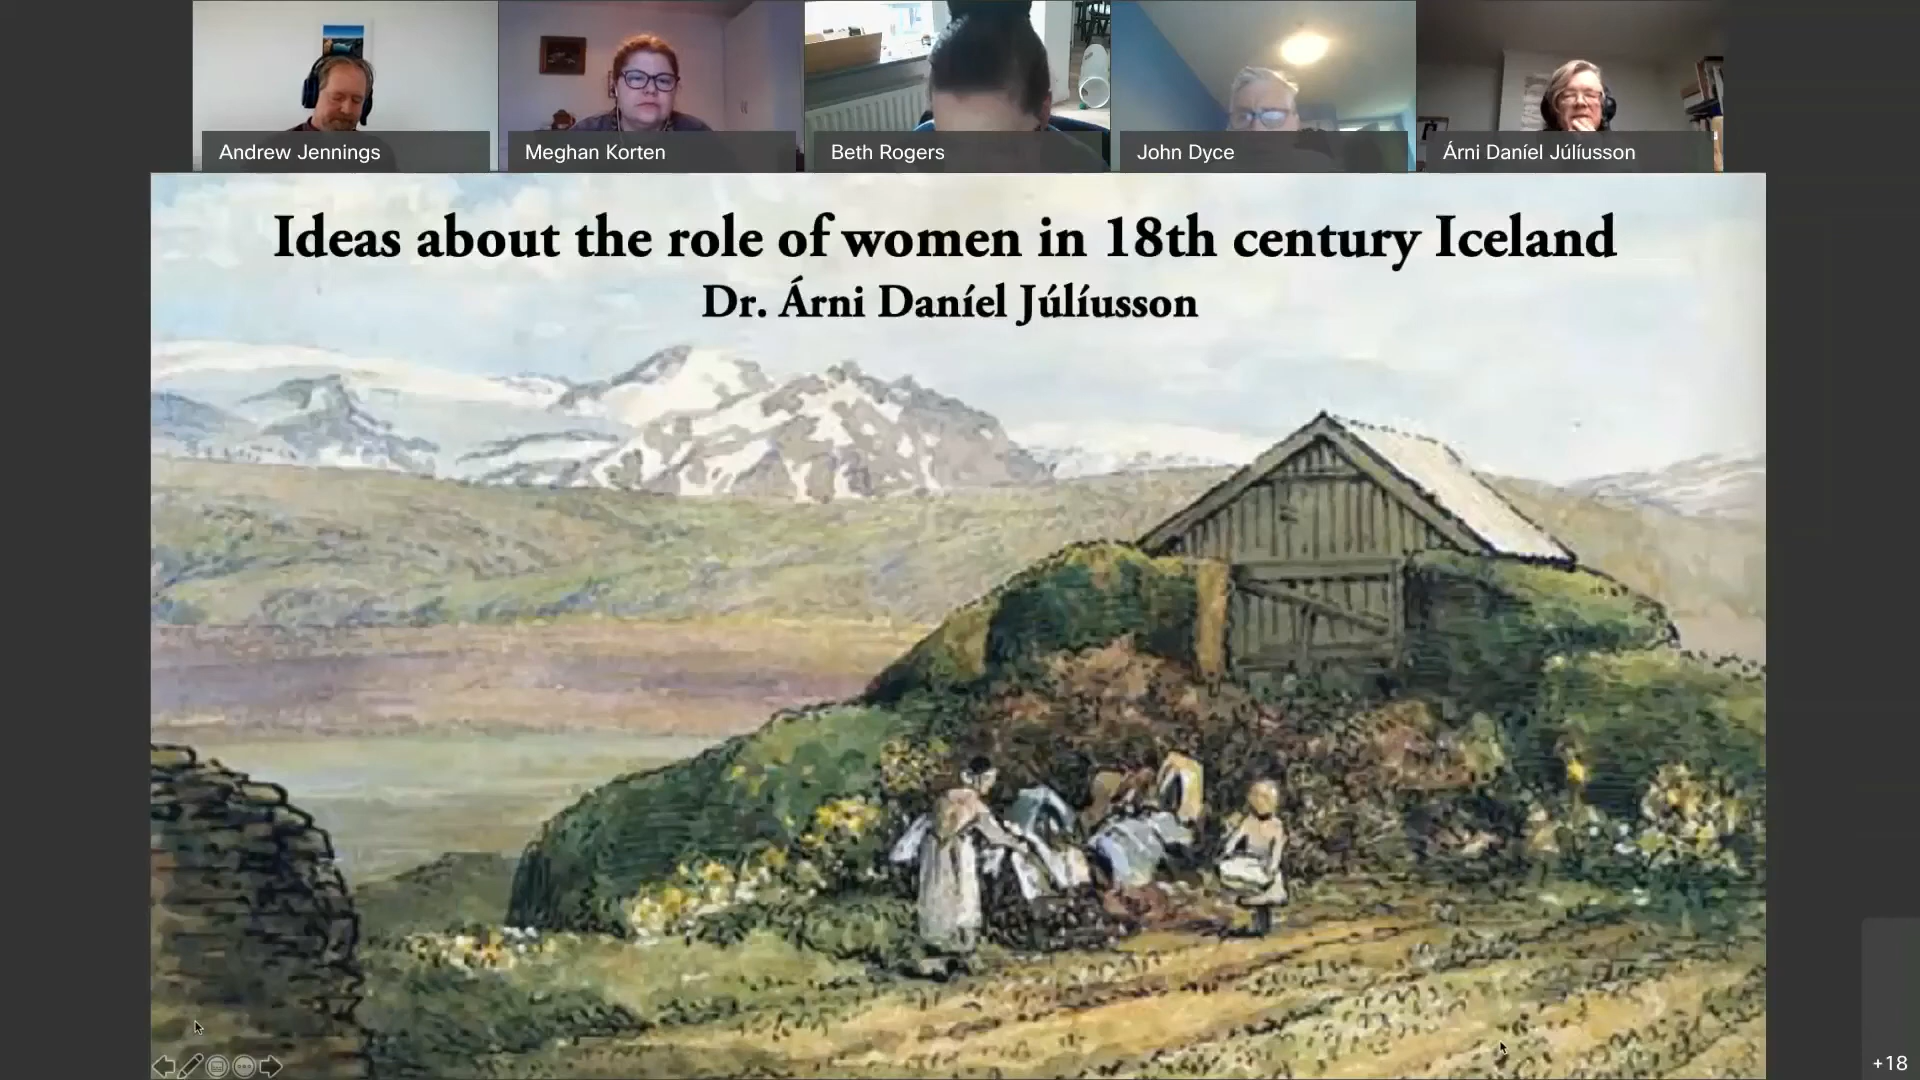 Andrew Jennings
Meghan Korten
Beth Rogers
John Dyce
Árni Daníel Júlíusson
Ideas about the role of women in 18th century Iceland
Dr. Árni Daníel Júlíusson
+18